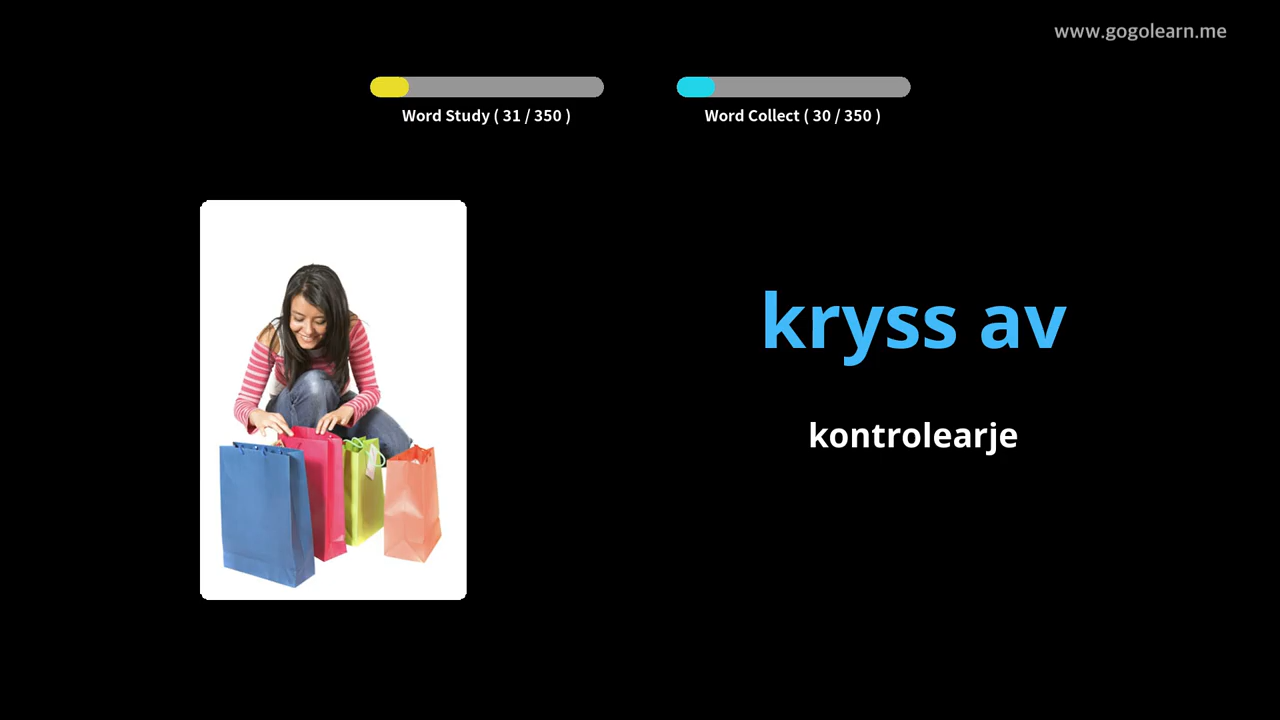 www.gogolearn.me
Word Study ( 31 / 350 )
Word Collect ( 30 / 350 )
kryss av
kontrolearje